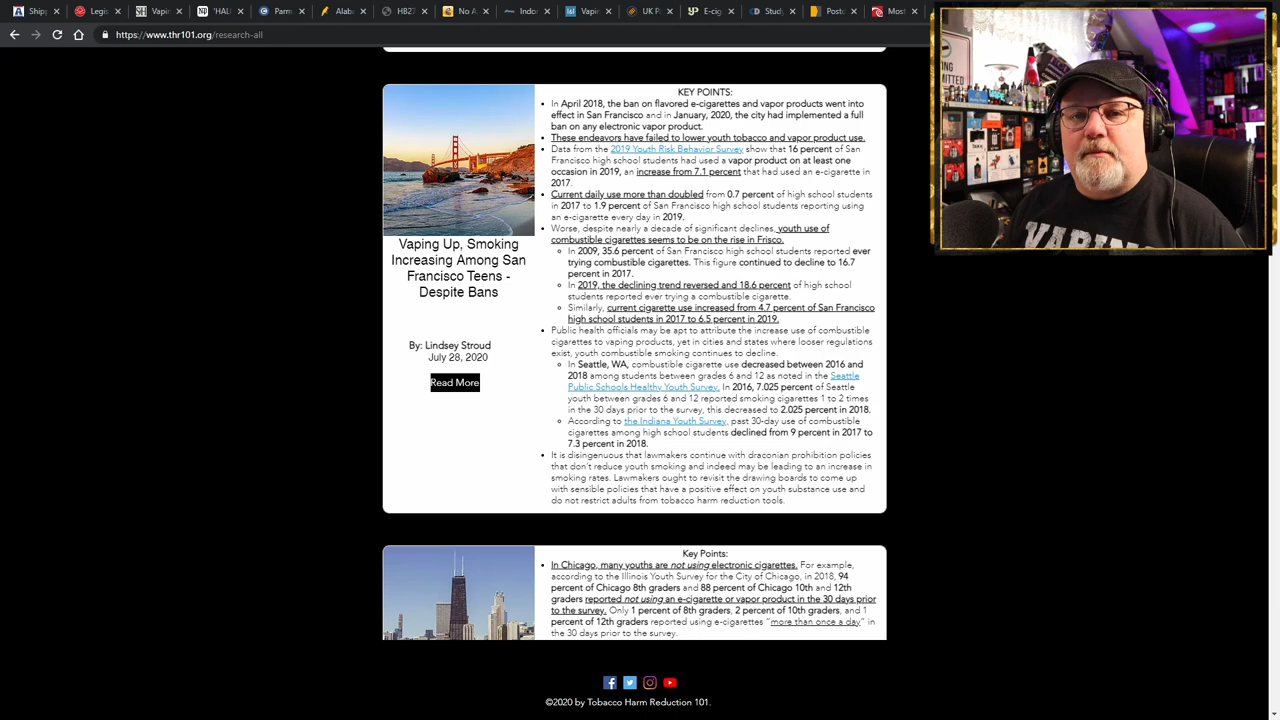 Ship
Legis
Vapin
'HAL
Parm
Alab
HB27
No A
Indo
Vapin
UK P
E-cig
Stud
Post
Most
https://www.thr101.org/research-all
KEY POINTS:
In April 2018, the ban on flavored e-cigarettes and vapor products went into
effect in San Francisco and in January, 2020, the city had implemented a full
ban on any electronic vapor product.
These endeavors have failed to lower youth tobacco and vapor product use.
Data from the 2019 Youth Risk Behavior Survey show that 16 percent of San
Francisco high school students had used a vapor product on at least one
occasion in 2019, an increase from 7.1 percent that had used an e-cigarette in
2017.
Current daily use more than doubled from 0.7 percent of high school students
in 2017 to 1.9 percent of San Francisco high school students reporting using
an e-cigarette every day in 2019.
Worse, despite nearly a decade of significant declines, youth use of
combustible cigarettes seems to be on the rise in Frisco.
In 2009, 35.6 percent of San Francisco high school students reported ever
trying combustible cigarettes. This figure continued to decline to 16.7
percent in 2017.
In 2019, the declining trend reversed and 18.6 percent of high school
students reported ever trying a combustible cigarette.
Similarly, current cigarette use increased from 4.7 percent of San Francisco
high school students in 2017 to 6.5 percent in 2019.
Public health officials may be apt to attribute the increase use of combustible
cigarettes to vaping products, yet in cities and states where looser regulations
exist, youth combustible smoking continues to decline.
In Seattle, WA, combustible cigarette use decreased between 2016 and
2018 among students between grades 6 and 12 as noted in the Seattle
Public Schools Healthy Youth Survey. In 2016, 7.025 percent of Seattle
youth between grades 6 and 12 reported smoking cigarettes 1 to 2 times
in the 30 days prior to the survey, this decreased to 2.025 percent in 2018.
According to the Indiana Youth Survey, past 30-day use of combustible
cigarettes among high school students declined from 9 percent in 2017 to
7.3 percent in 2018.
It is disingenuous that lawmakers continue with draconian prohibition policies
that don't reduce youth smoking and indeed may be leading to an increase in
smoking rates. Lawmakers ought to revisit the drawing boards to come up
with sensible policies that have a positive effect on youth substance use and
do not restrict adults from tobacco harm reduction tools.
Vaping Up, Smoking
Increasing Among San
Francisco Teens -
Despite Bans
By: Lindsey Stroud
July 28, 2020
Read More
Key Points:
In Chicago, many youths are not using electronic cigarettes. For example,
according to the Illinois Youth Survey for the City of Chicago, in 2018, 94
percent of Chicago 8th graders and 88 percent of Chicago 10th and 12th
graders reported not using an e-cigarette or vapor product in the 30 days prior
to the survey. Only 1 percent of 8th graders, 2 percent of 10th graders, and 1
percent of 12th graders reported using e-cigarettes "more than once a day" in
the 30 days prior to the survey.
©2020 by Tobacco Harm Reduction 101.